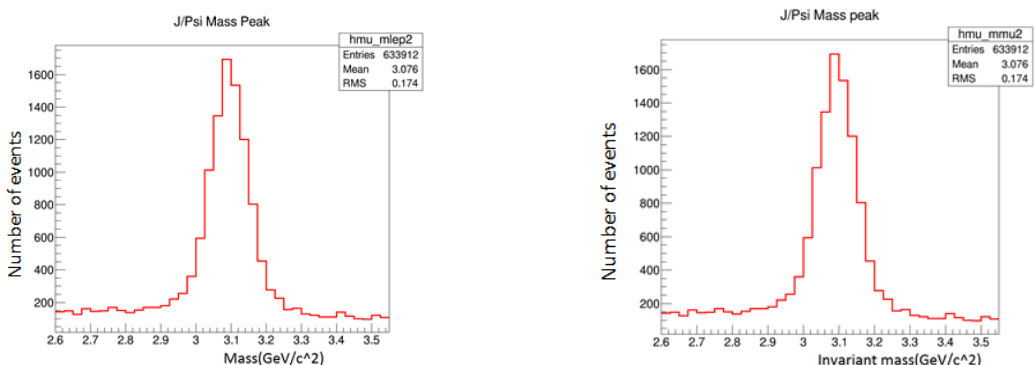 J/Psi Mass Peak
hmu_mlep2
Entries 633912
Mean 3.076
RMS 0.174
Number of events
1600
1400
1200
1000
800
600
400
200
2.6 2.7 2.8 2.9 3 3.1 3.2 3.3 3.4 3.5
Mass(GeV/c^2)
J/Psi Mass peak
hmu_mmu2
Entries 633912
Mean 3.076
RMS 0.174
Number of events
1600
1400
1200
1000
800
600
400
200
2.6 2.7 2.8 2.9 3 3.1 3.2 3.3 3.4 3.5
Invariant mass(GeV/c^2)